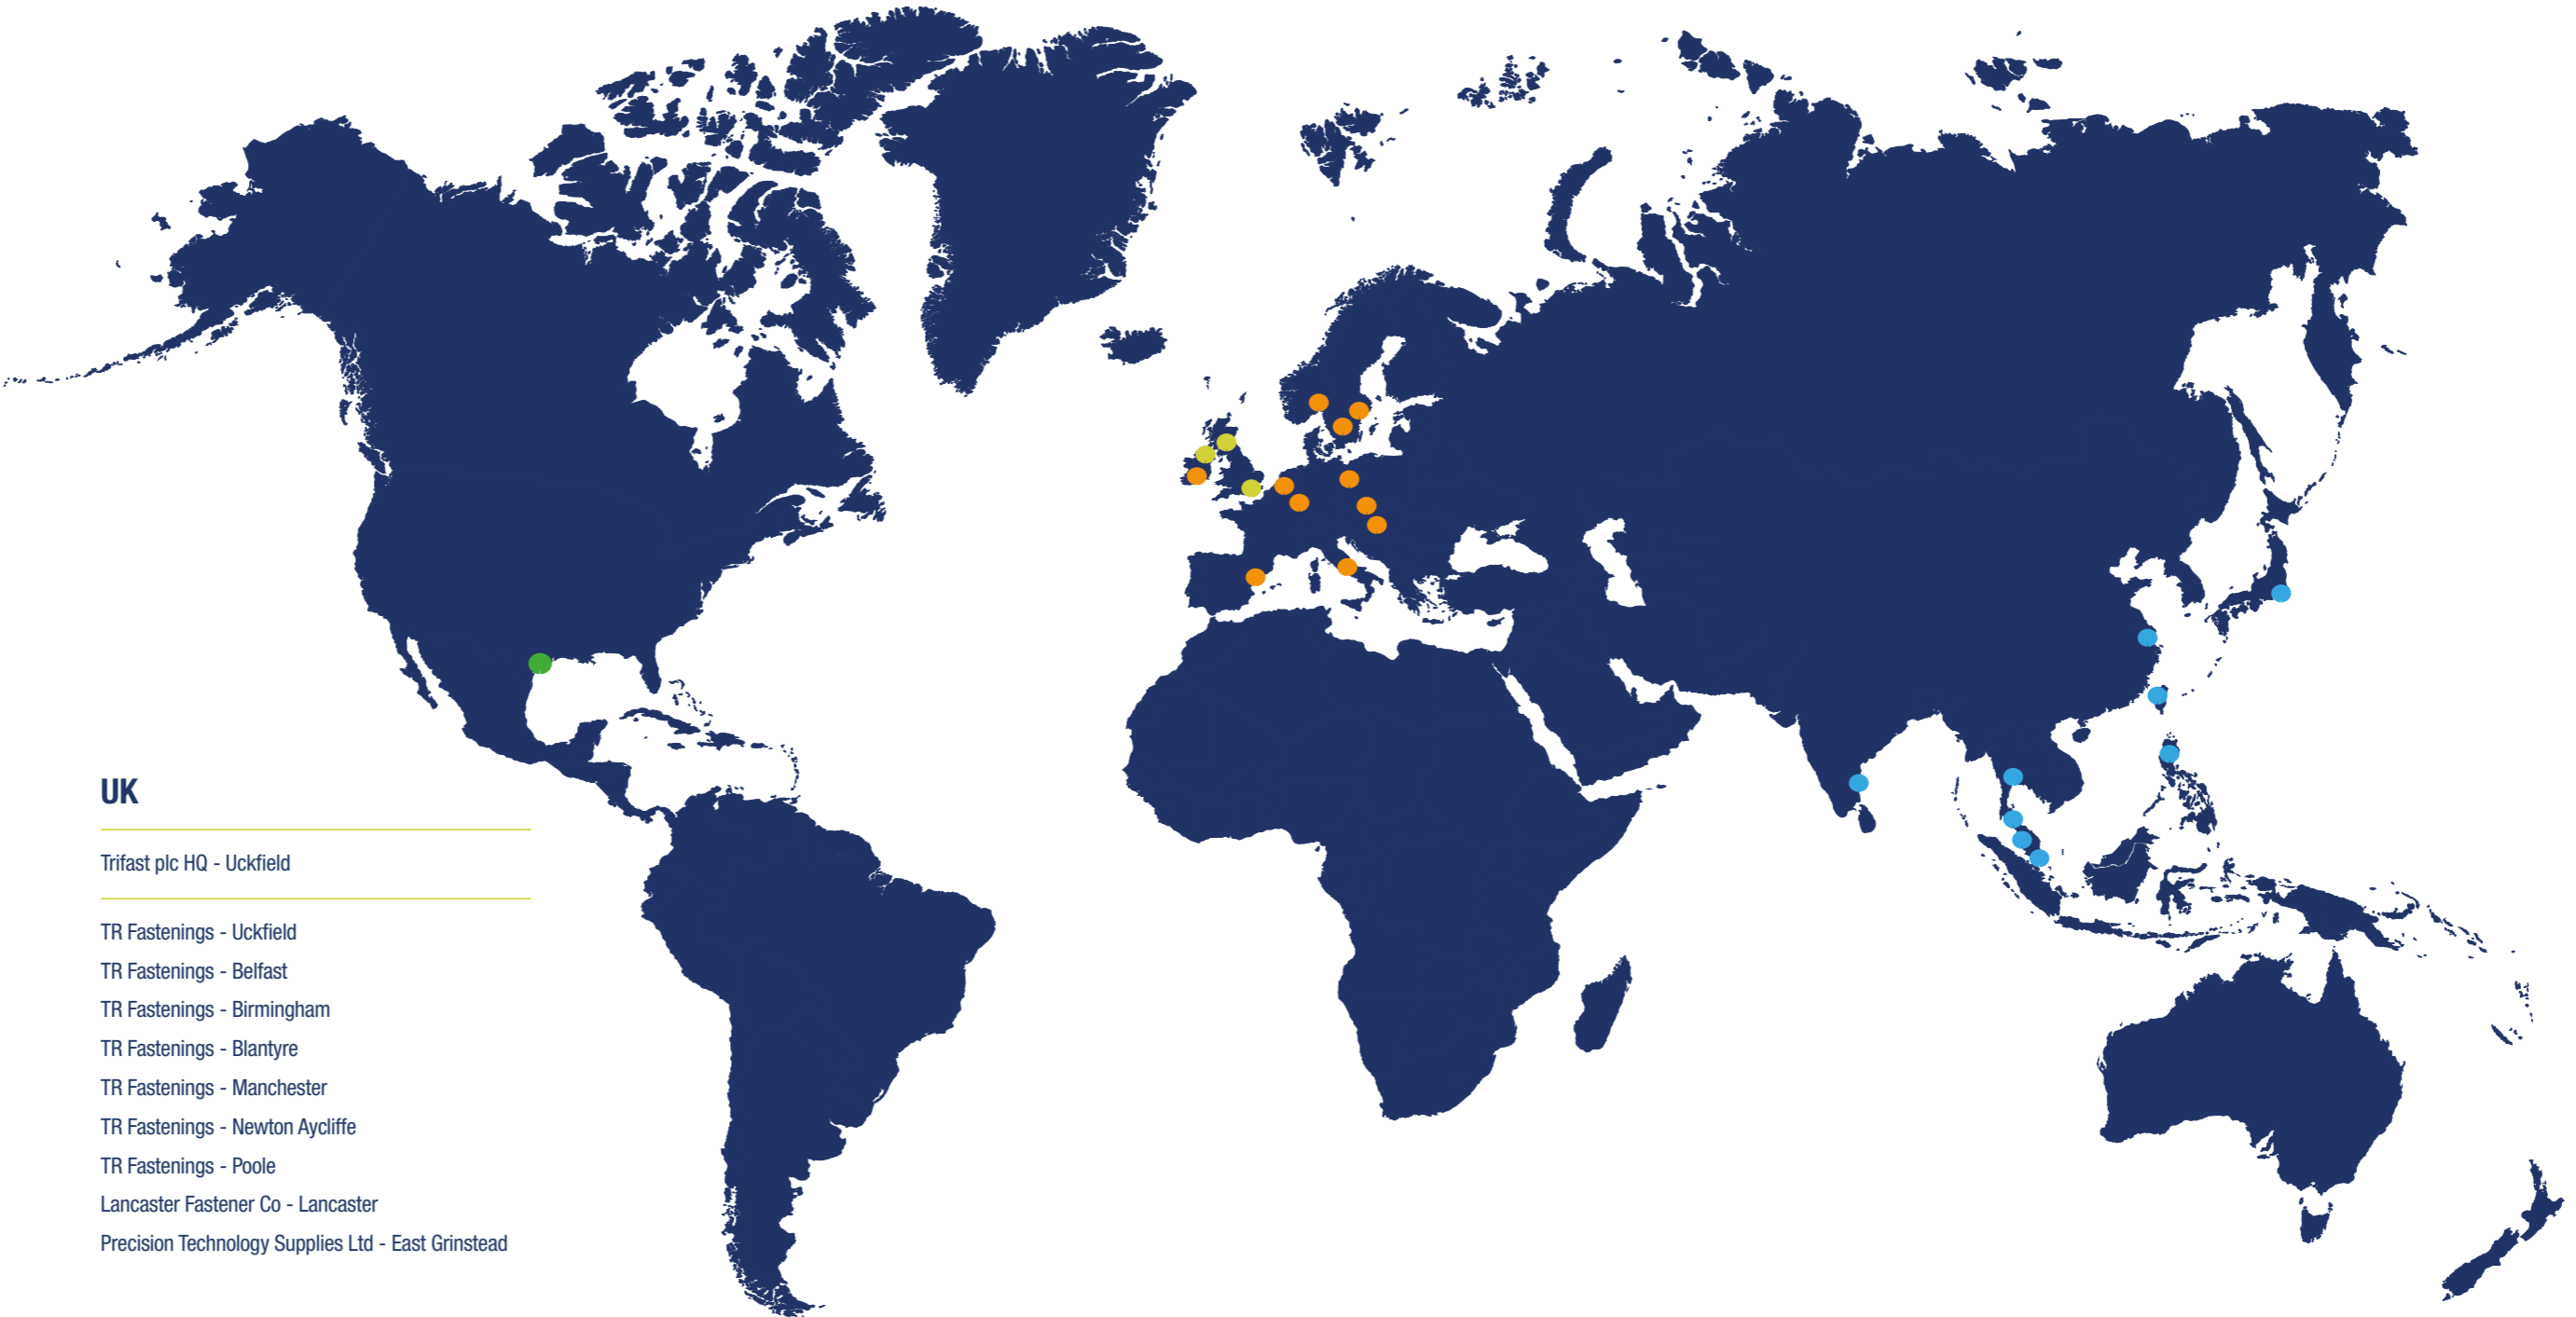 UK
Trifast plc HQ - Uckfield
TR Fastenings - Uckfield
TR Fastenings - Belfast
TR Fastenings - Birmingham
TR Fastenings - Blantyre
TR Fastenings - Manchester
TR Fastenings - Newton Aycliffe
TR Fastenings - Poole
Lancaster Fastener Co - Lancaster
Precision Technology Supplies Ltd - East Grinstead